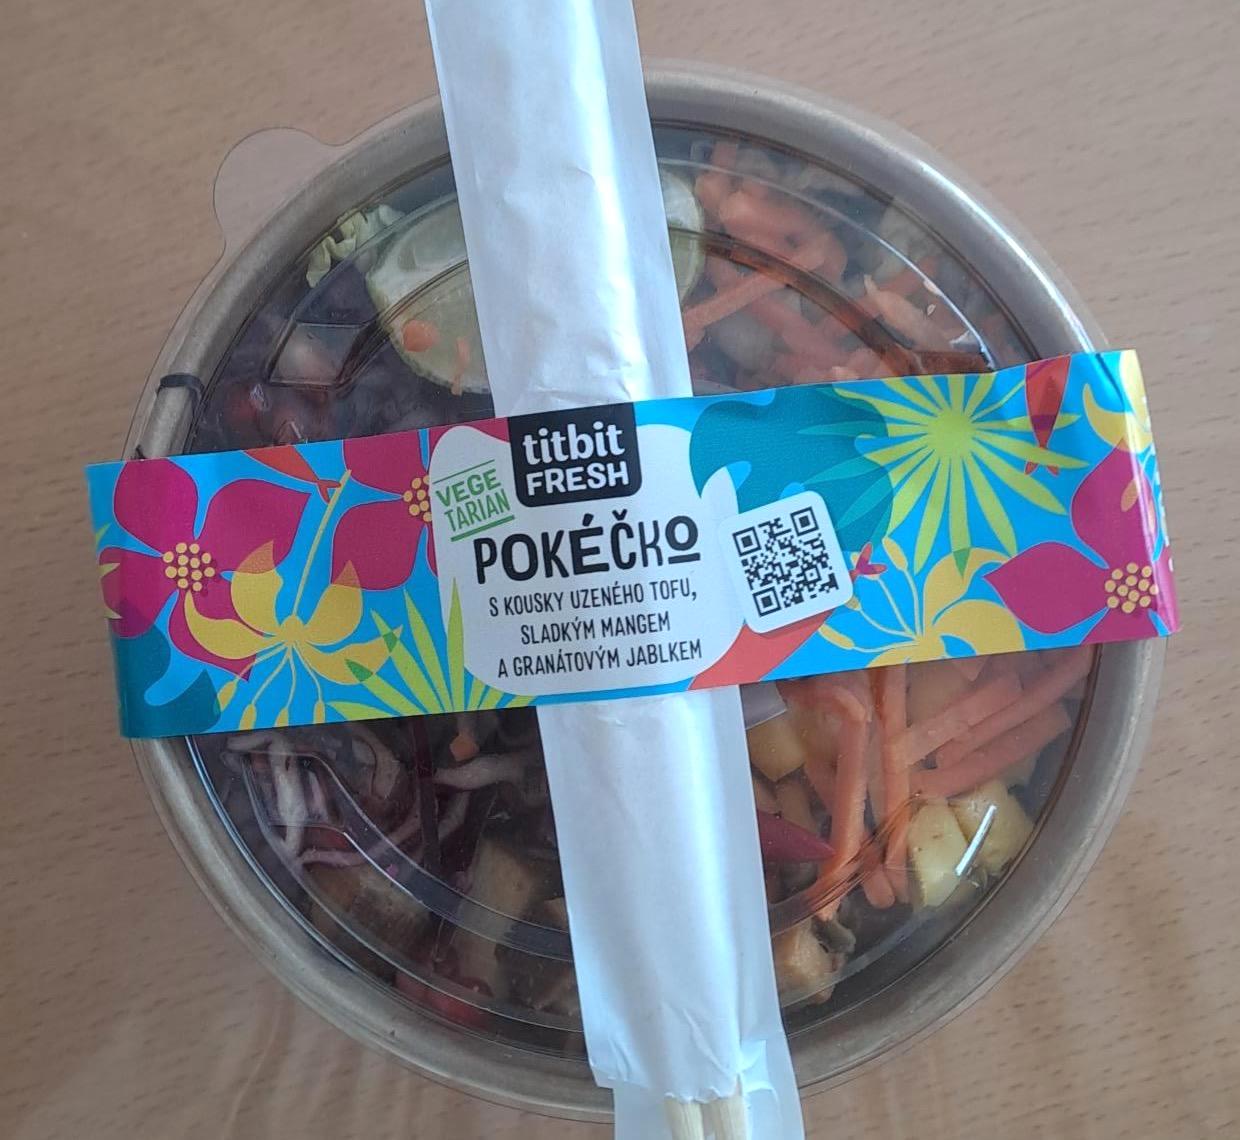 titbit
FRESH
VEGE
TARIAN
POKÉČKO
S KOUSKY UZENÉHO TOFU,
SLADKÝM MANGEM
A GRANÁTOVÝM JABLKEM